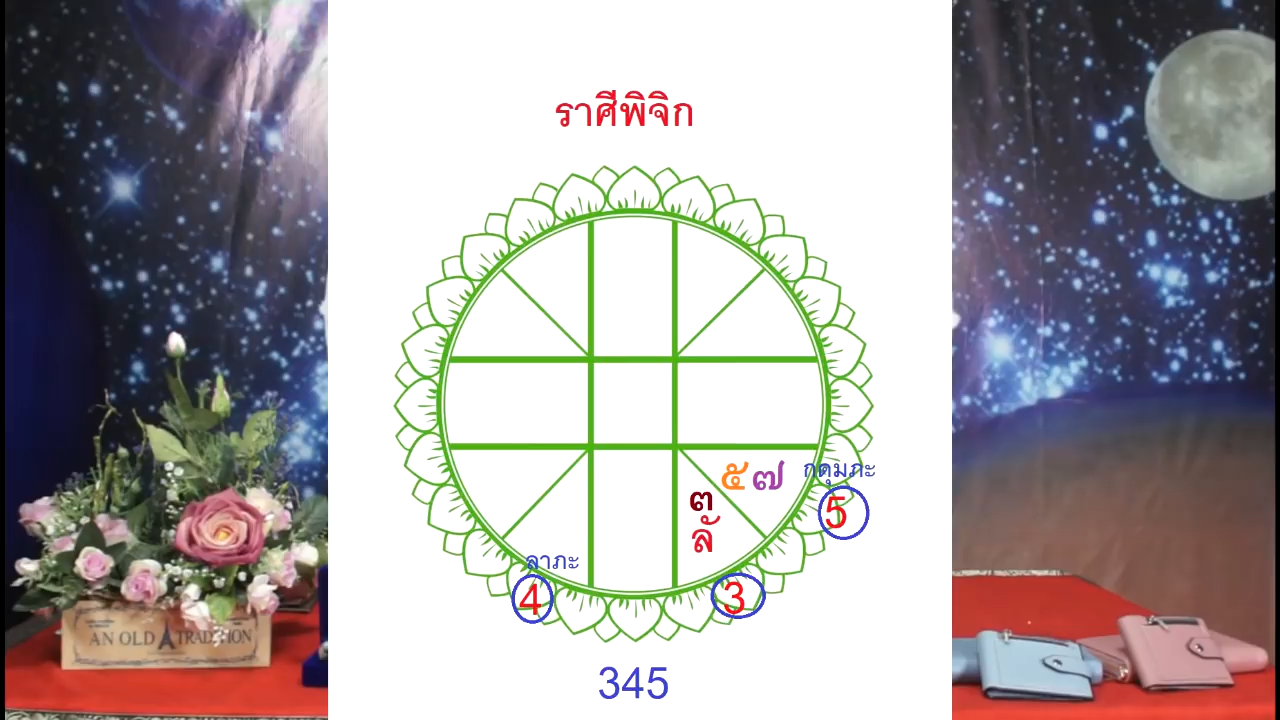 ราศีพิจิก
๕ ๗
กดุมภะ
๓
5
ลั
ลาภะ
4
3
AN OLD TRADITION
345